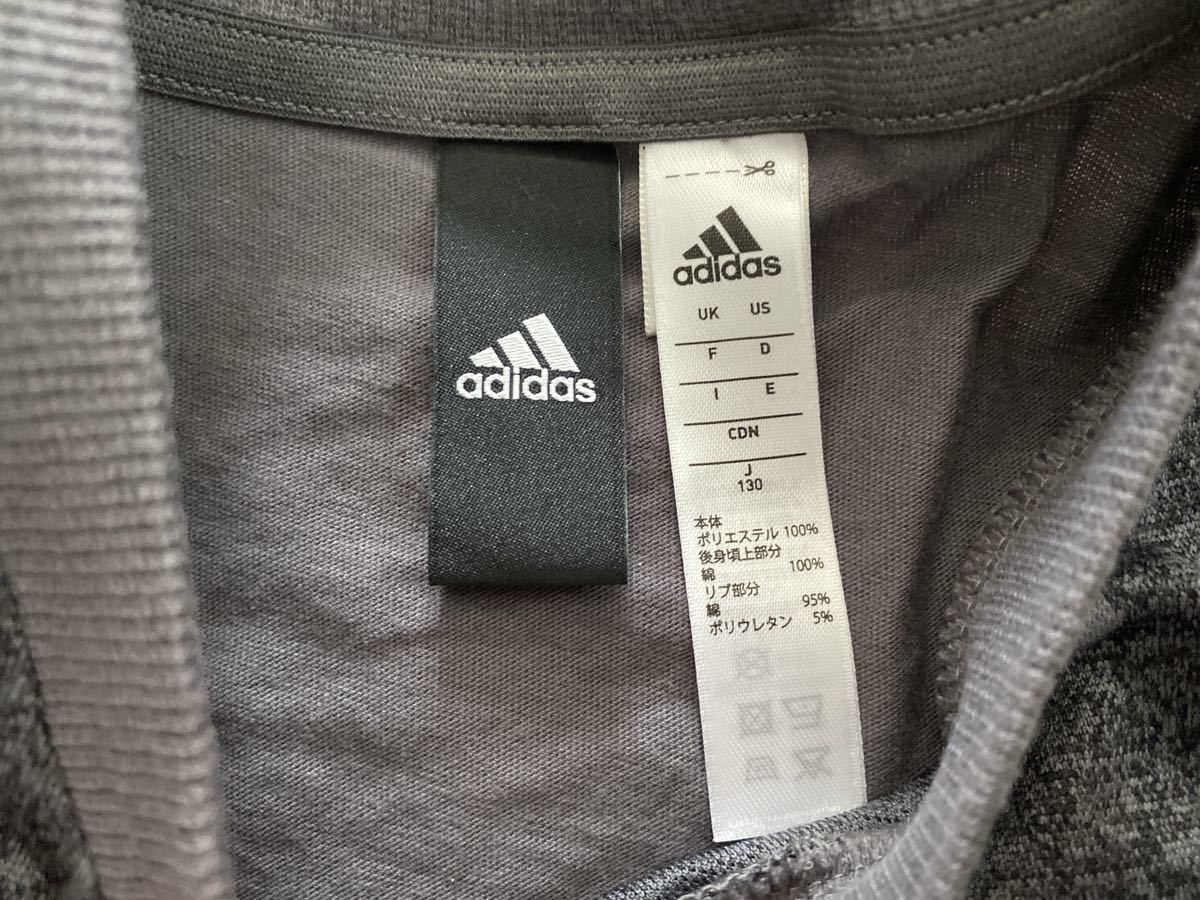 adidas
adidas
UK US
F D
I E
CDN
J
130
本体
ポリエステル 100%
後身頃上部分
綿 100%
リブ部分
綿 95%
ポリウレタン 5%